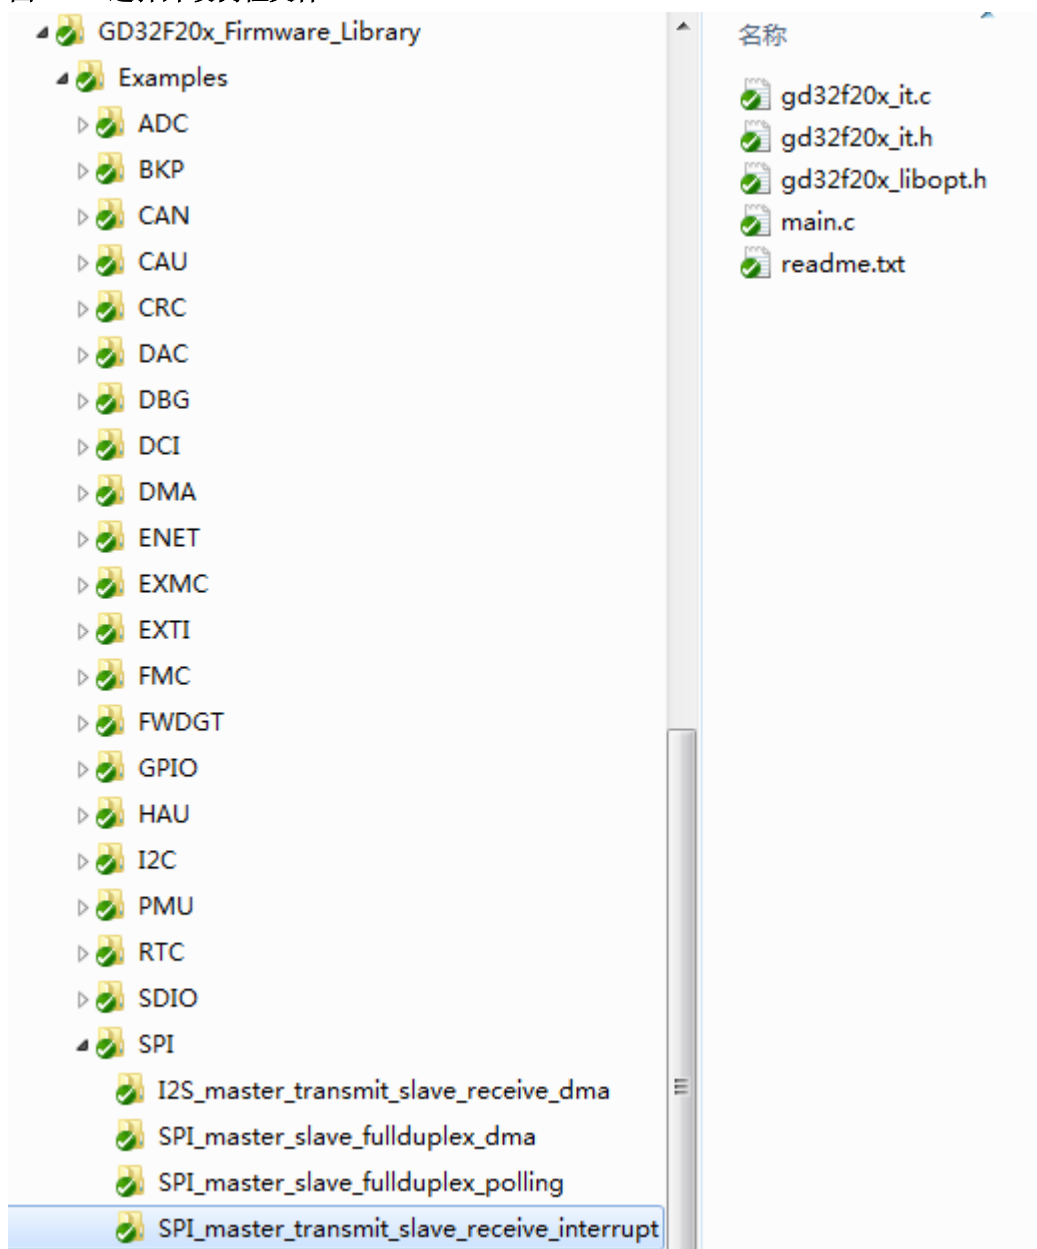 GD32F20x_Firmware_Library
Examples
ADC
BKP
CAN
CAU
CRC
DAC
DBG
DCI
DMA
ENET
EXMC
EXTI
FMC
FWDGT
GPIO
HAU
I2C
PMU
RTC
SDIO
SPI
I2S_master_transmit_slave_receive_dma
SPI_master_slave_fullduplex_dma
SPI_master_slave_fullduplex_polling
SPI_master_transmit_slave_receive_interrupt
名称
gd32f20x_it.c
gd32f20x_it.h
gd32f20x_libopt.h
main.c
readme.txt